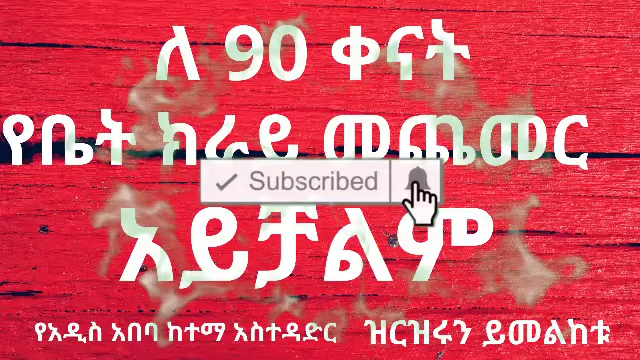 ለ 90 ቀናት
የቤት ክራይ መጨመር
Subscribed
አይቻልም
የአዲስ አበባ ከተማ አስተዳድር ዝርዝሩን ይመልከቱ